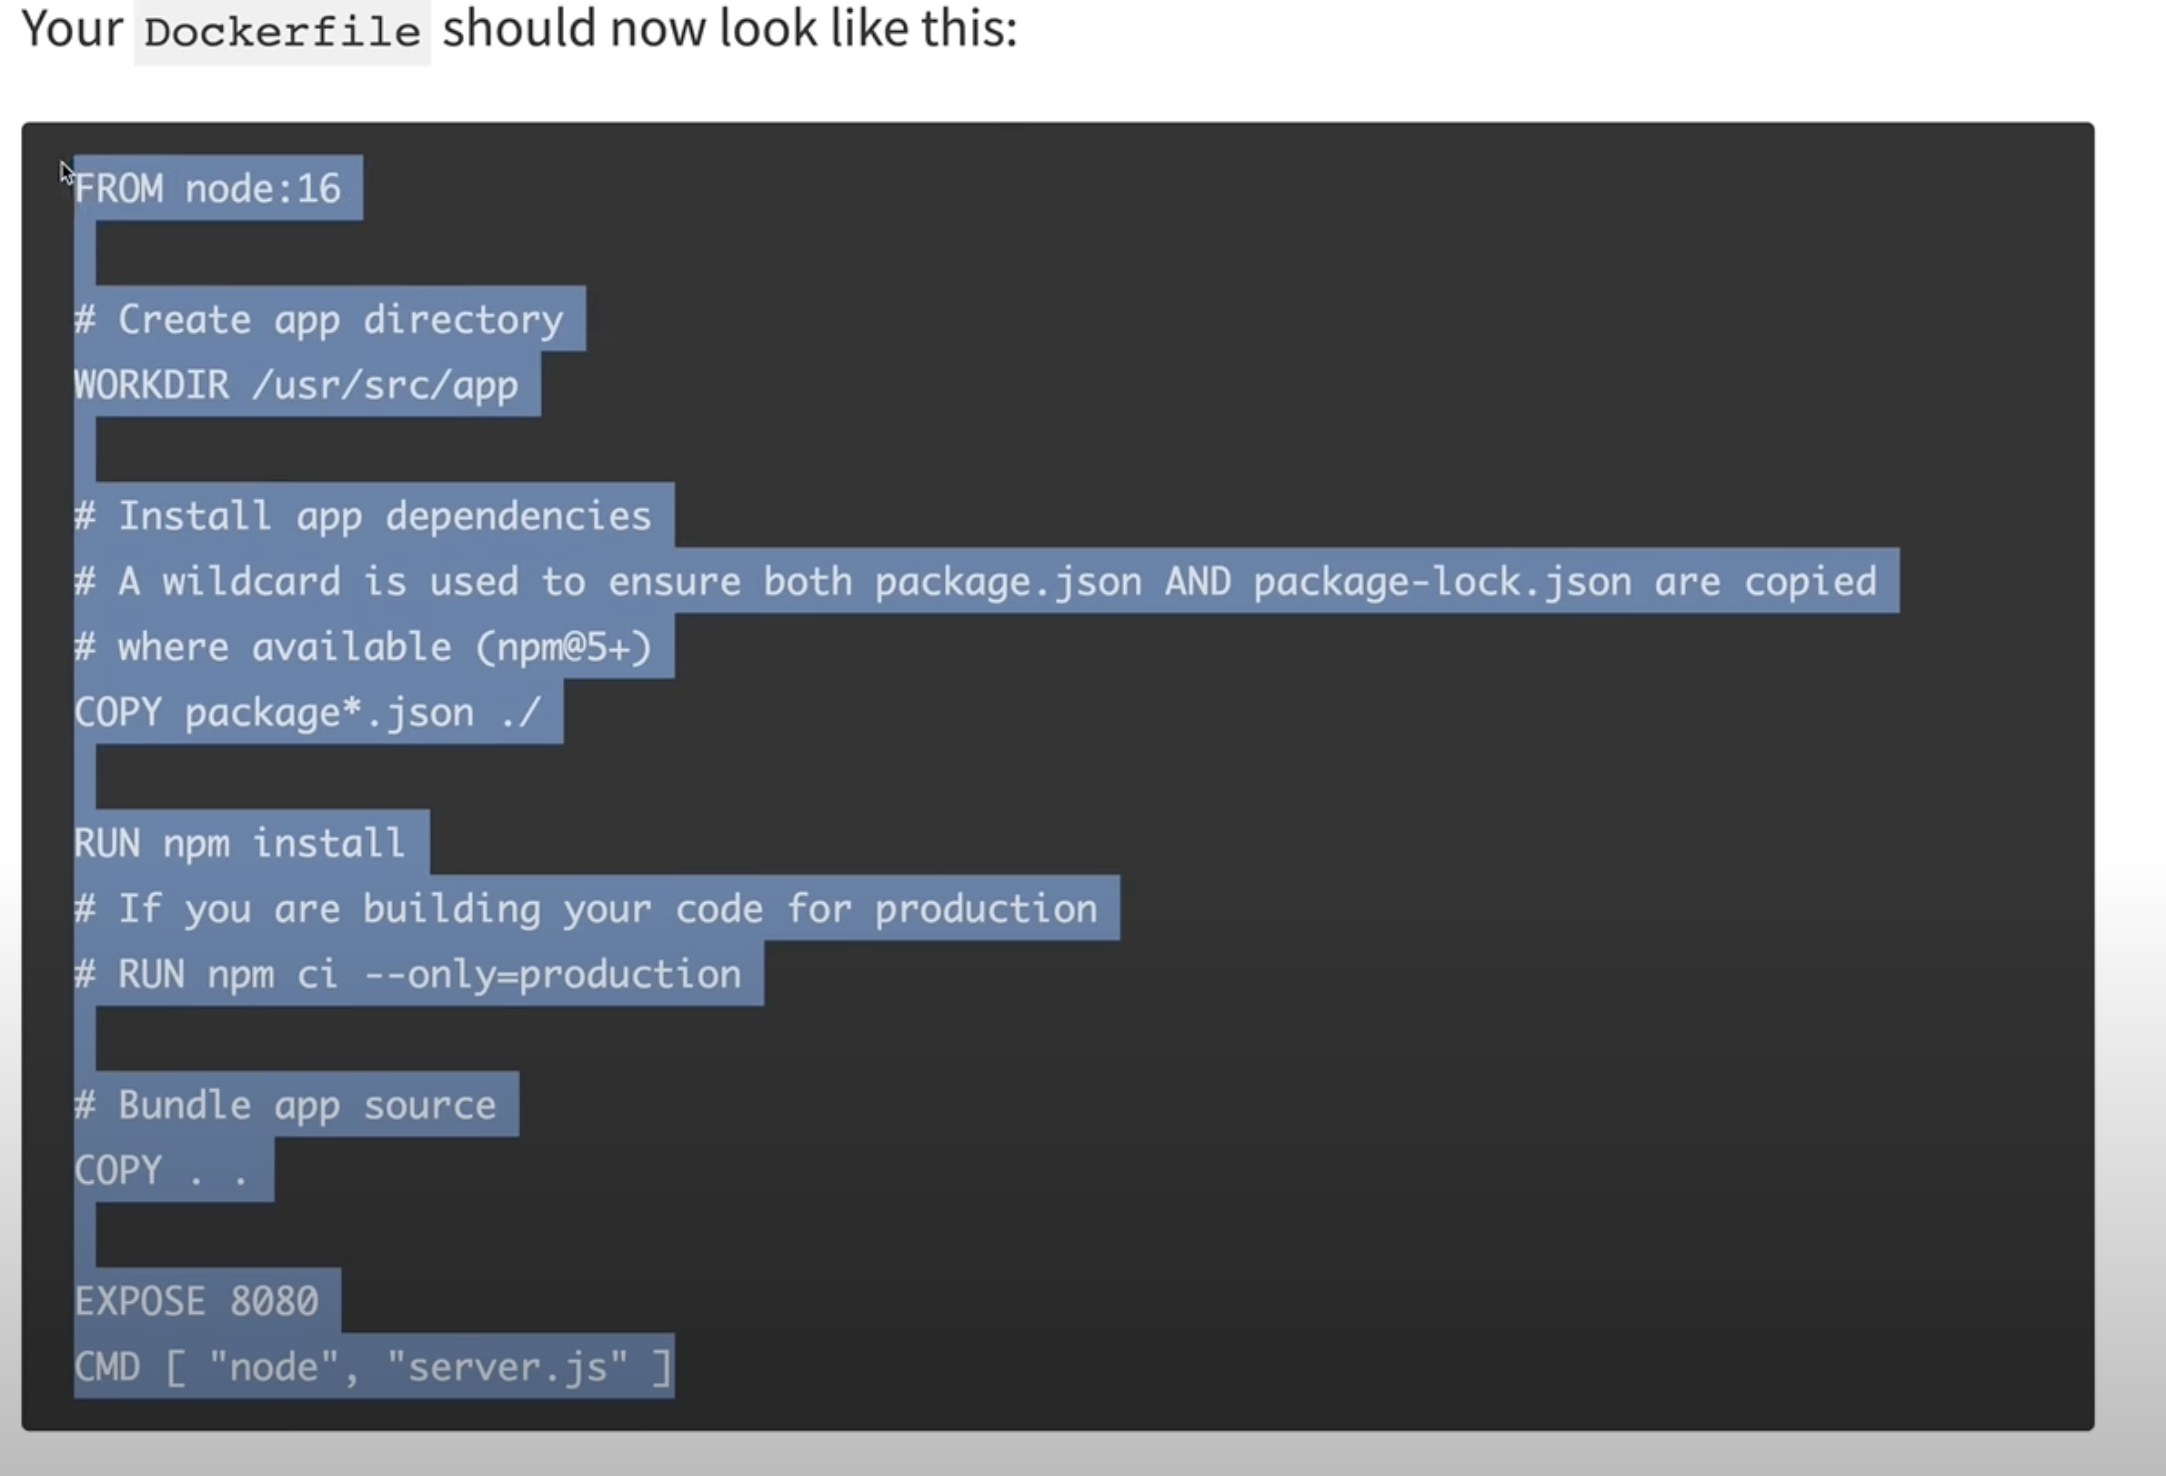 Your Dockerfile should now look like this:
FROM node:16
# Create app directory
WORKDIR /usr/src/app
# Install app dependencies
# A wildcard is used to ensure both package.json AND package-lock.json are copied
# where available (npm@5+)
COPY package*.json ./
RUN npm install
# If you are building your code for production
# RUN npm ci --only=production
# Bundle app source
COPY . .
EXPOSE 8080
CMD [ "node", "server.js" ]